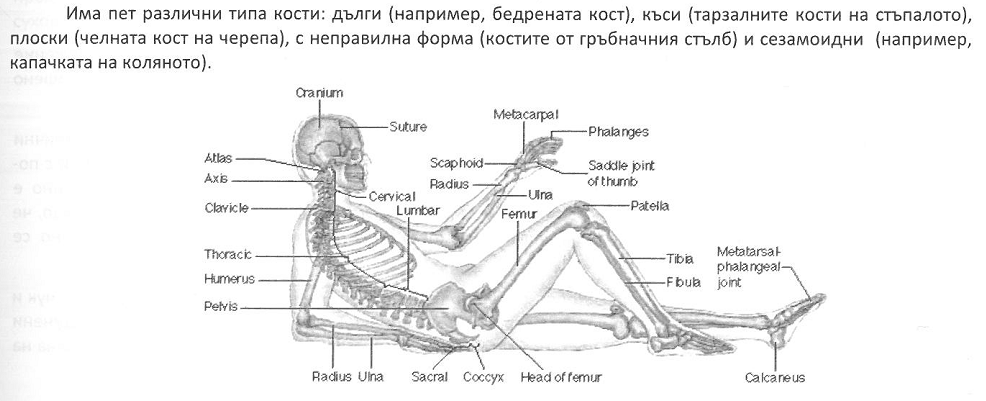 Има пет различни типа кости: дълги (например, бедрената кост), къси (тарзалните кости на стъпалото),
плоски (челната кост на черепа), с неправилна форма (костите от гръбначния стълб) и сезамоидни (например,
капачката на коляното).
Cranium
Metacarpal
Suture
Phalanges
Atlas
Scaphoid
Saddle joint
of thumb
Axis
Radius
Cervical
Ulna
Clavicle
Lumbar
Femur
Patella
Thoracic
Tibia
Metatarsal-
phalangeal
joint
Humerus
Fibula
Pelvis
Radius Ulna
Sacral
Coccyx
Head of femur
Calcaneus